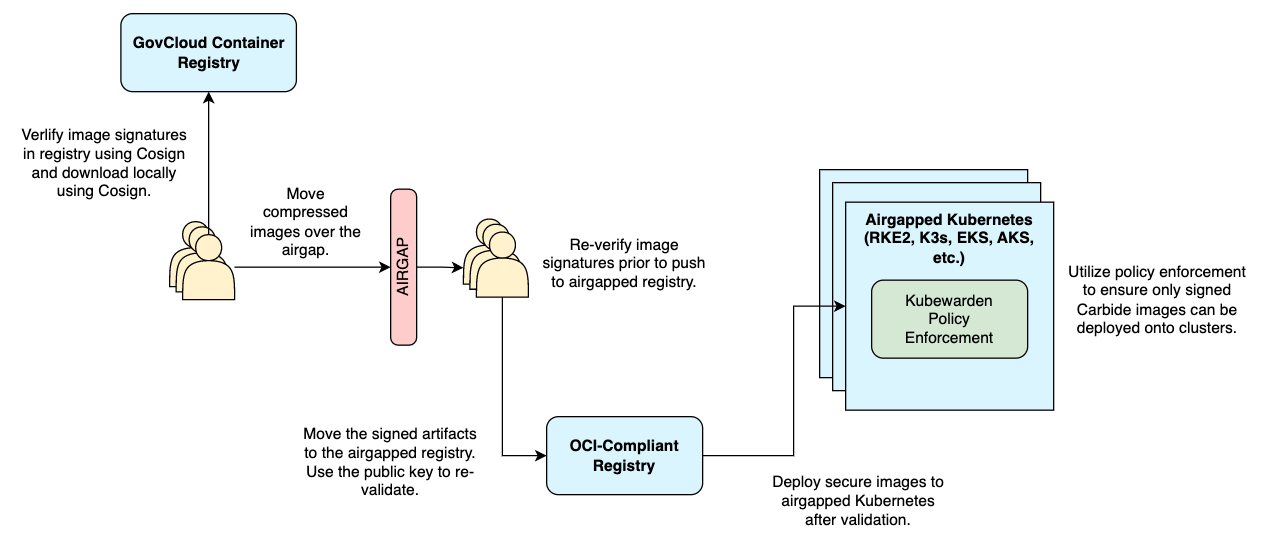 GovCloud Container
Registry
Verlify image signatures
in registry using Cosign
and download locally
using Cosign.
Move
compressed
images over the
airgap.
AIRGAP
Re-verify image
signatures prior to push
to airgapped registry.
Airgapped Kubernetes
(RKE2, K3s, EKS, AKS,
etc.)
Kubewarden
Policy
Enforcement
Utilize policy enforcement
to ensure only signed
Carbide images can be
deployed onto clusters.
Move the signed artifacts
to the airgapped registry.
Use the public key to re-
validate.
OCI-Compliant
Registry
Deploy secure images to
airgapped Kubernetes
after validation.